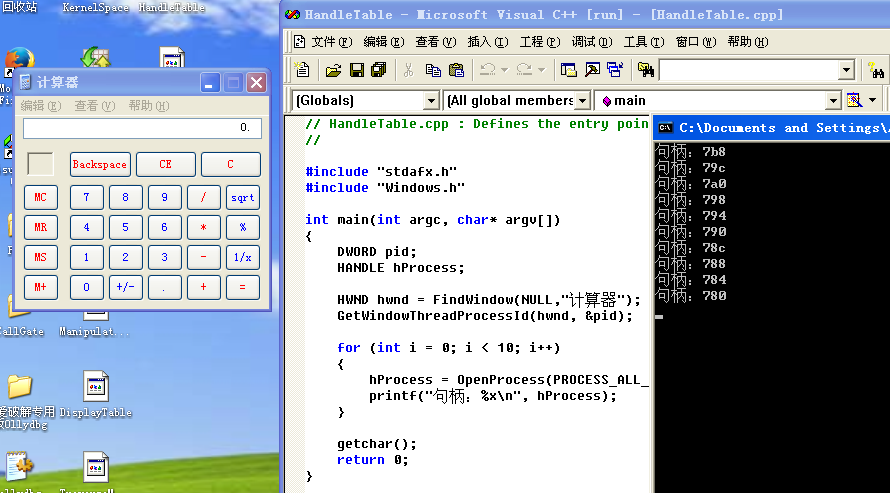 回收站
KernelSpace
HandleTable
计算器
编辑(E) 查看(V) 帮助(H)
0.
Backspace CE C
MC 7 8 9 / sqrt
MR 4 5 6 * %
MS 1 2 3 - 1/x
M+ 0 +/- . + =
CallGate
Manipulat...
DisplayTable
爱破解专用
Ollydbg
HandleTable - Microsoft Visual C++ [run] - [HandleTable.cpp]
文件(F) 编辑(E) 查看(V) 插入(I) 工程(P) 调试(D) 工具(T) 窗口(W) 帮助(H)
(Globals) (All global members main
// HandleTable.cpp : Defines the entry poin
//
#include "stdafx.h"
#include "Windows.h"
int main(int argc, char* argv[])
{
DWORD pid;
HANDLE hProcess;
HWND hwnd = FindWindow(NULL,"计算器");
GetWindowThreadProcessId(hwnd, &pid);
for (int i = 0; i < 10; i++)
{
hProcess = OpenProcess(PROCESS_ALL_
printf("句柄: %x\n", hProcess);
}
getchar();
return 0;
}
C:\Documents and Settings\
句柄: 7b8
句柄: 79c
句柄: 7a0
句柄: 798
句柄: 794
句柄: 790
句柄: 78c
句柄: 788
句柄: 784
句柄: 780